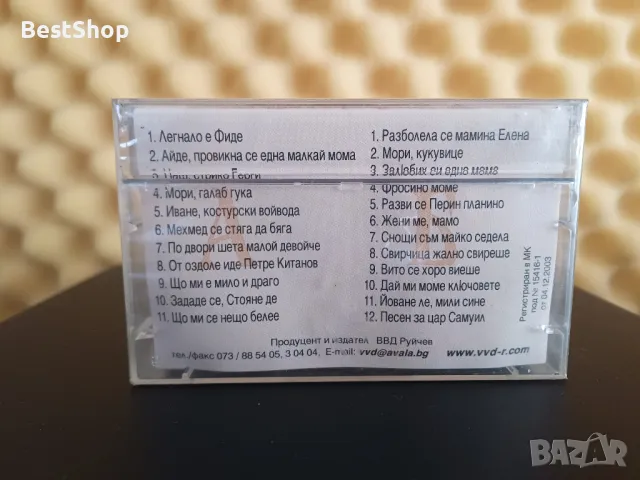 BestShop
1. Легнало е Фиде
2. Айде, провикна се една малкай мома
4. Мори, галаб гука
5. Иване, костурски войвода
6. Мехмед се стяга да бяга
7. По двори шета малой девойче
8. От оздоле иде Петре Китанов
9. Що ми е мило и драго
10. Зададе се, Стояне де
11. Що ми се нещо белее
A
1. Разболела се мамина Елена
2. Мори, кукувице
3. Залюбих си една мома
4. Фросино моме
5. Разви се Перин планино
6. Жени ме, мамо
7. Снощи съм майко седела
8. Свирчица жално свиреше
9. Вито се хоро виеше
10. Дай ми моме ключовете
11. Йоване ле, мили сине
12. Песен за цар Самуил
Регистриран в МК
под № 15416-1
от 04.12.2003
Продуцент и издател ВВД Руйчев
тел./факс 073 / 88 54 05, 3 04 04, E-mail: vvd@avala.bg www.vvd-r.com
BAZAR